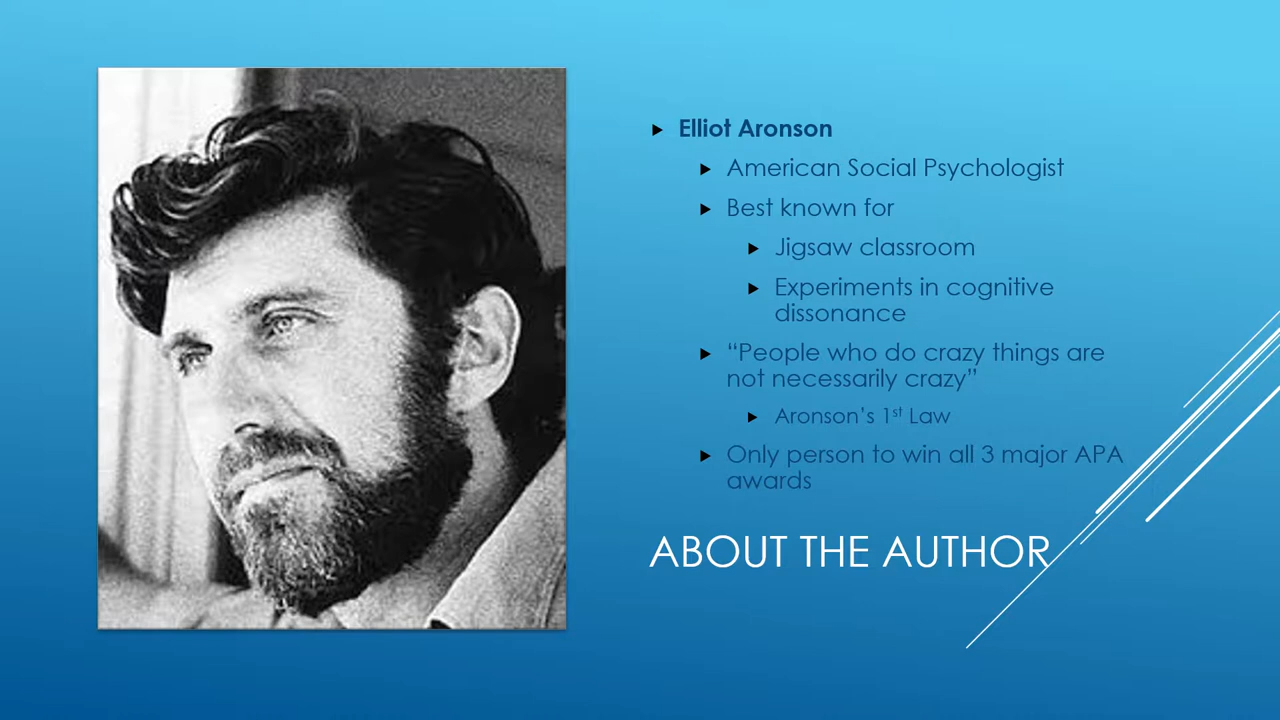 Elliot Aronson
American Social Psychologist
Best known for
Jigsaw classroom
Experiments in cognitive
dissonance
“People who do crazy things are
not necessarily crazy”
Aronson’s 1st Law
Only person to win all 3 major APA
awards
ABOUT THE AUTHOR